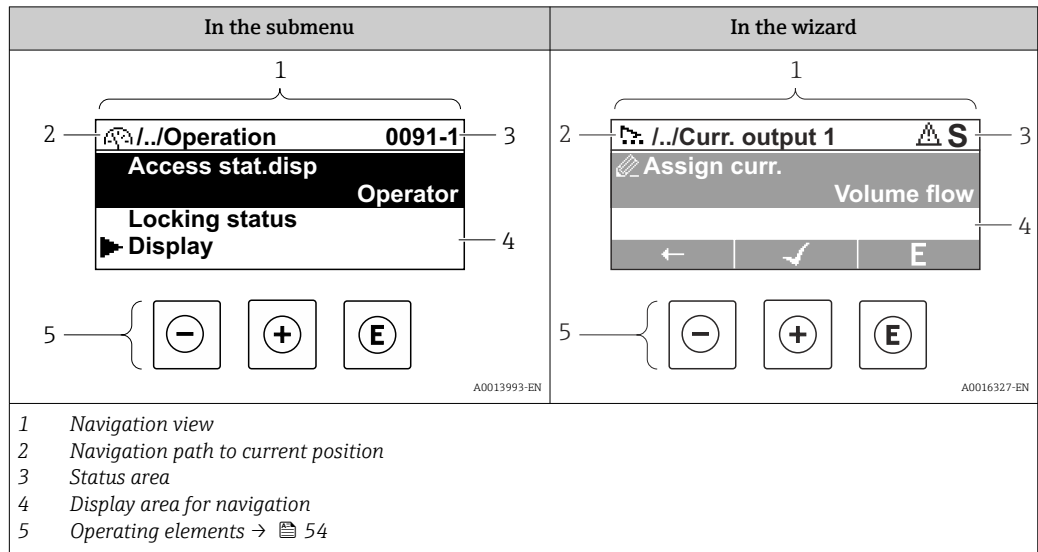 In the submenu
In the wizard
1
2
/../Operation 0091-1
3
Access stat.disp
Operator
Locking status
Display
4
5
E
A0013993-EN
1
2
/../Curr. output 1 S
3
Assign curr.
Volume flow
4
← ✓ E
5
E
A0016327-EN
1 Navigation view
2 Navigation path to current position
3 Status area
4 Display area for navigation
5 Operating elements → 54